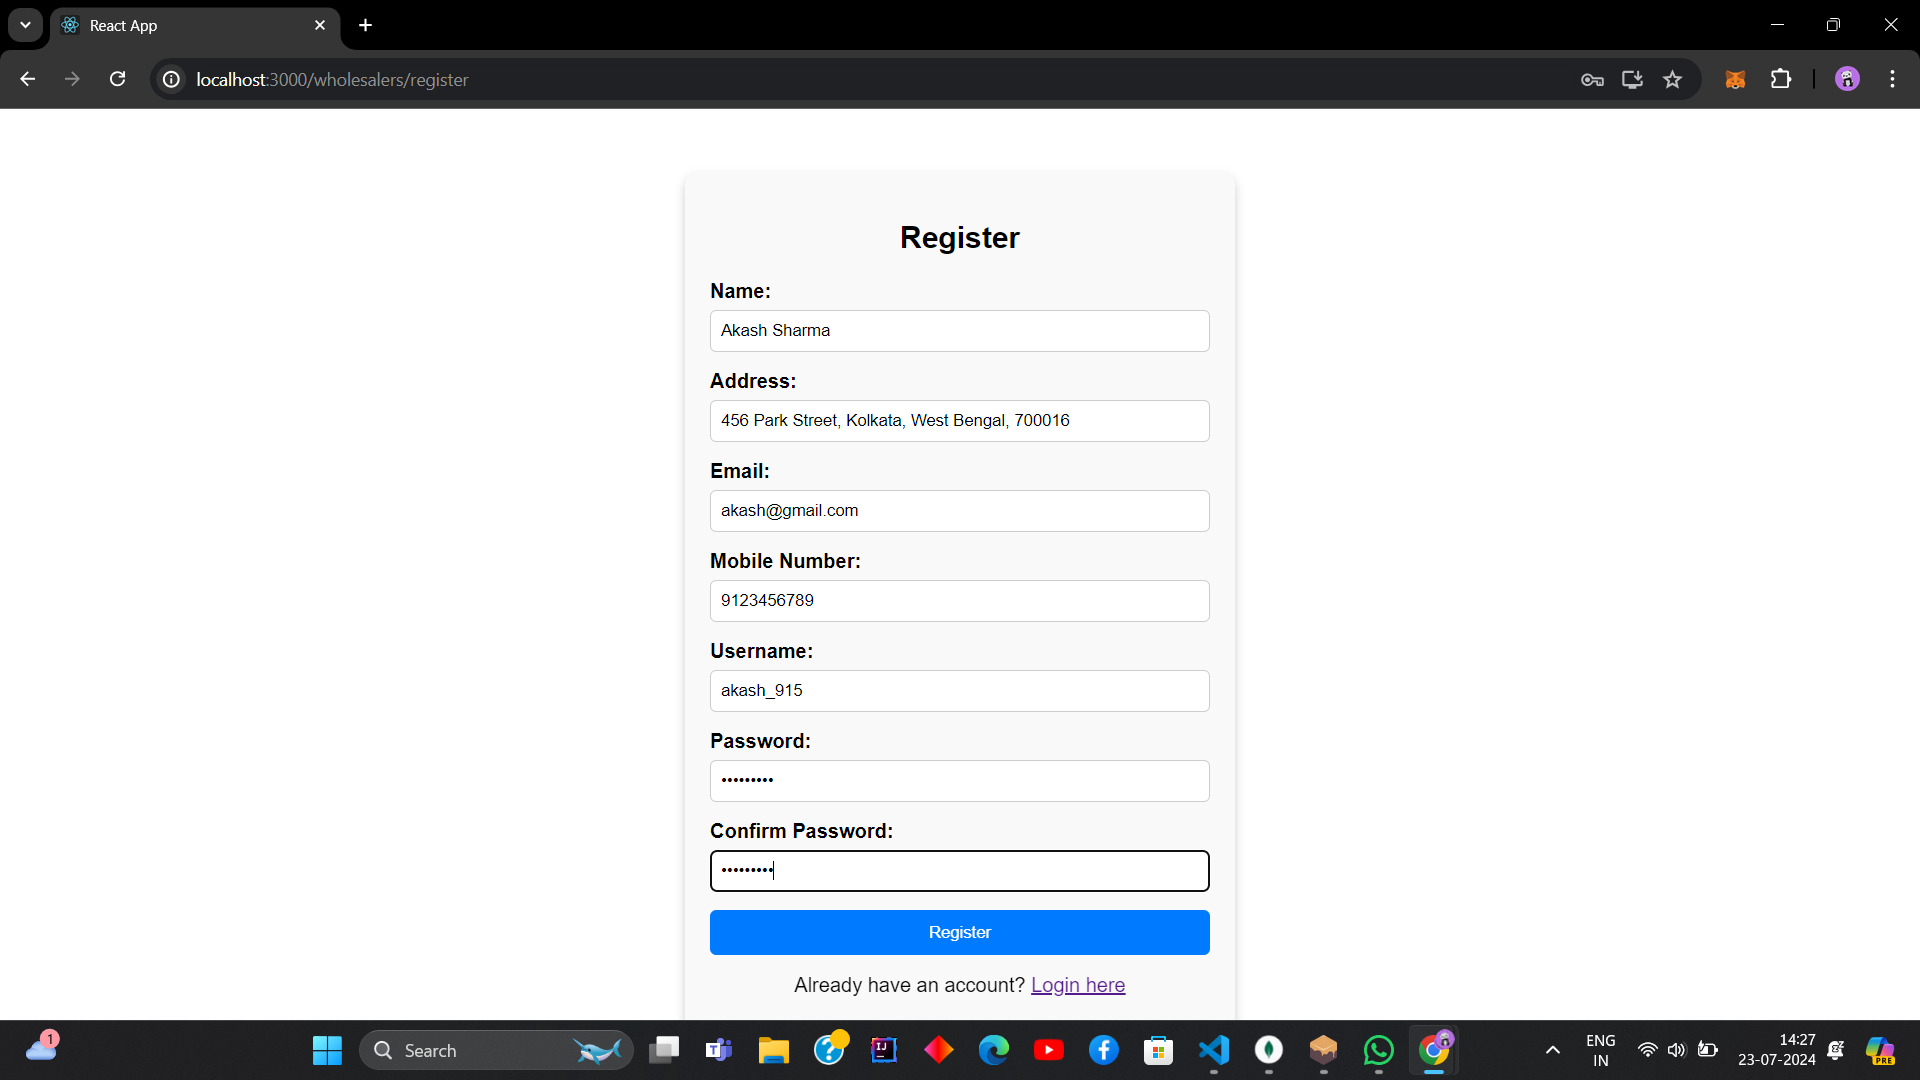 React App
localhost:3000/wholesalers/register
Register
Name:
Akash Sharma
Address:
456 Park Street, Kolkata, West Bengal, 700016
Email:
akash@gmail.com
Mobile Number:
9123456789
Username:
akash_915
Password:
•••••••••
Confirm Password:
•••••••••
Register
Already have an account? Login here
1
Search
IJ
PRE
ENG
IN
14:27
23-07-2024